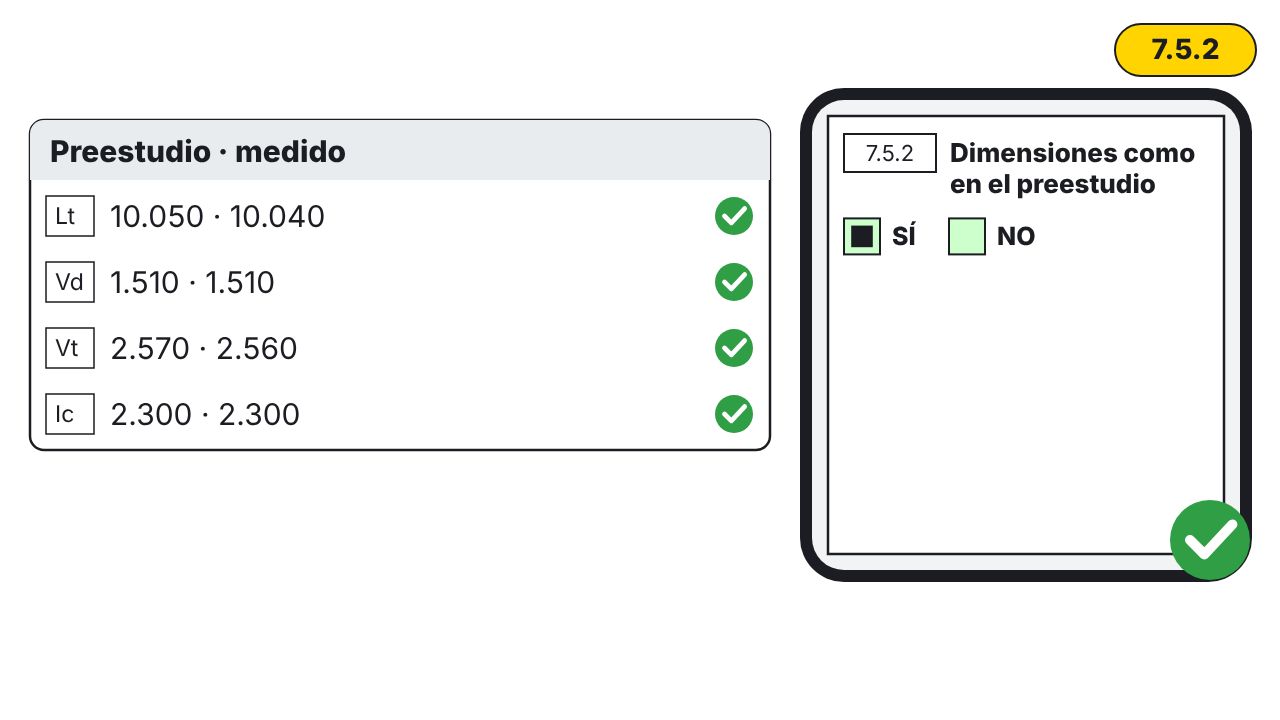 7.5.2
Preestudio · medido
Lt 10.050 · 10.040
Vd 1.510 · 1.510
Vt 2.570 · 2.560
Ic 2.300 · 2.300
7.5.2 Dimensiones como
en el preestudio
SÍ NO